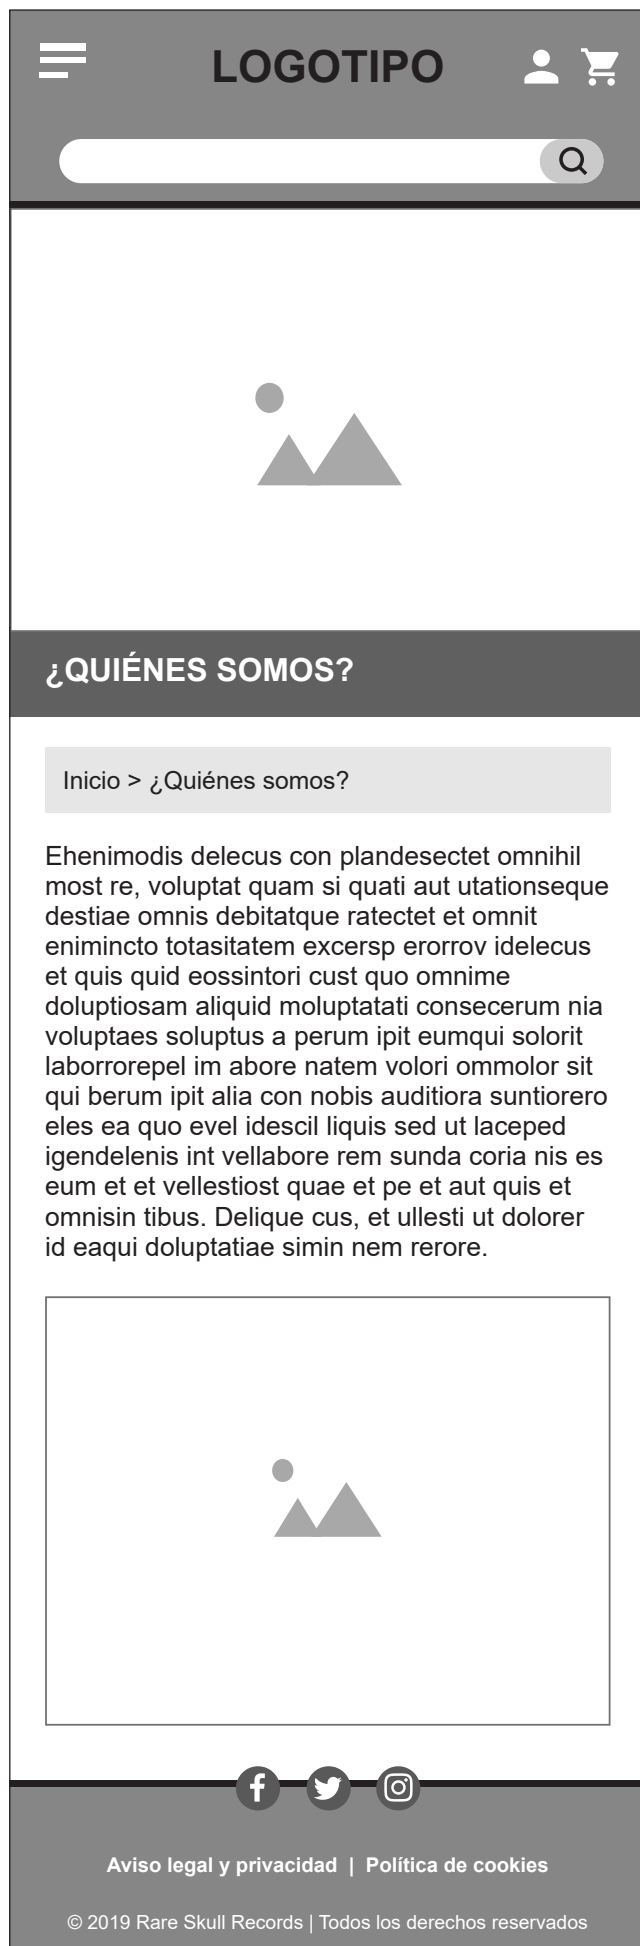 LOGOTIPO
¿QUIÉNES SOMOS?
Inicio > ¿Quiénes somos?
Ehenimodis delecus con plandesectet omnihil
most re, voluptat quam si quati aut utationseque
destiae omnis debitatque ratectet et omnit
enimincto totasitatem excersp erorrov idelecus
et quis quid eossintori cust quo omnime
doluptiosam aliquid moluptatati consecerum nia
voluptaes soluptus a perum ipit eumqui solorit
laborrorepel im abore natem volori ommolor sit
qui berum ipit alia con nobis auditiora suntiorero
eles ea quo evel idescil liquis sed ut laceped
igendelenis int vellabore rem sunda coria nis es
eum et et vellestiost quae et pe et aut quis et
omnisin tibus. Delique cus, et ullesti ut dolorer
id eaqui doluptatiae simin nem rerore.
Aviso legal y privacidad | Política de cookies
© 2019 Rare Skull Records | Todos los derechos reservados